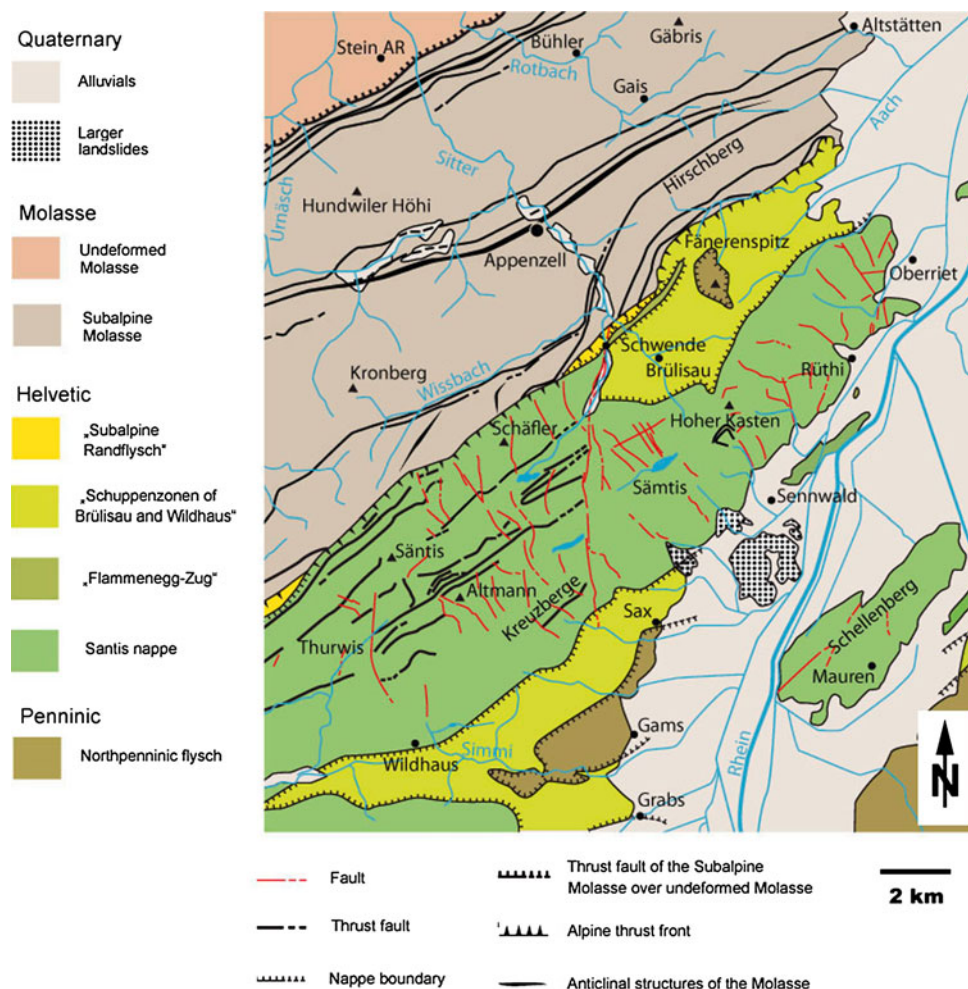 Quaternary
Alluvials
Larger
landslides
Molasse
Undeformed
Molasse
Subalpine
Molasse
Helvetic
„Subalpine
Randflysch"
„Schuppenzonen of
Brülisau and Wildhaus"
„Flammenegg-Zug"
Santis nappe
Penninic
Northpenninic flysch
Stein AR
Bühler
Gäbris
Altstätten
Rotbach
Gais
Aach
Sitter
Hirschberg
Urnäsch
Hundwiler Höhi
Appenzell
Fänerenspitz
Oberriet
Schwende
Brülisau
Rüthi
Kronberg
Wissbach
Schäfler
Hoher Kasten
Sämtis
Sennwald
Säntis
Altmann
Kreuzberge
Sax
Schellenberg
Thurwis
Mauren
Gams
Rhein
Wildhaus
Simmi
Grabs
N
Fault
Thrust fault of the Subalpine
Molasse over undeformed Molasse
2 km
Thrust fault
Alpine thrust front
Nappe boundary
Anticlinal structures of the Molasse